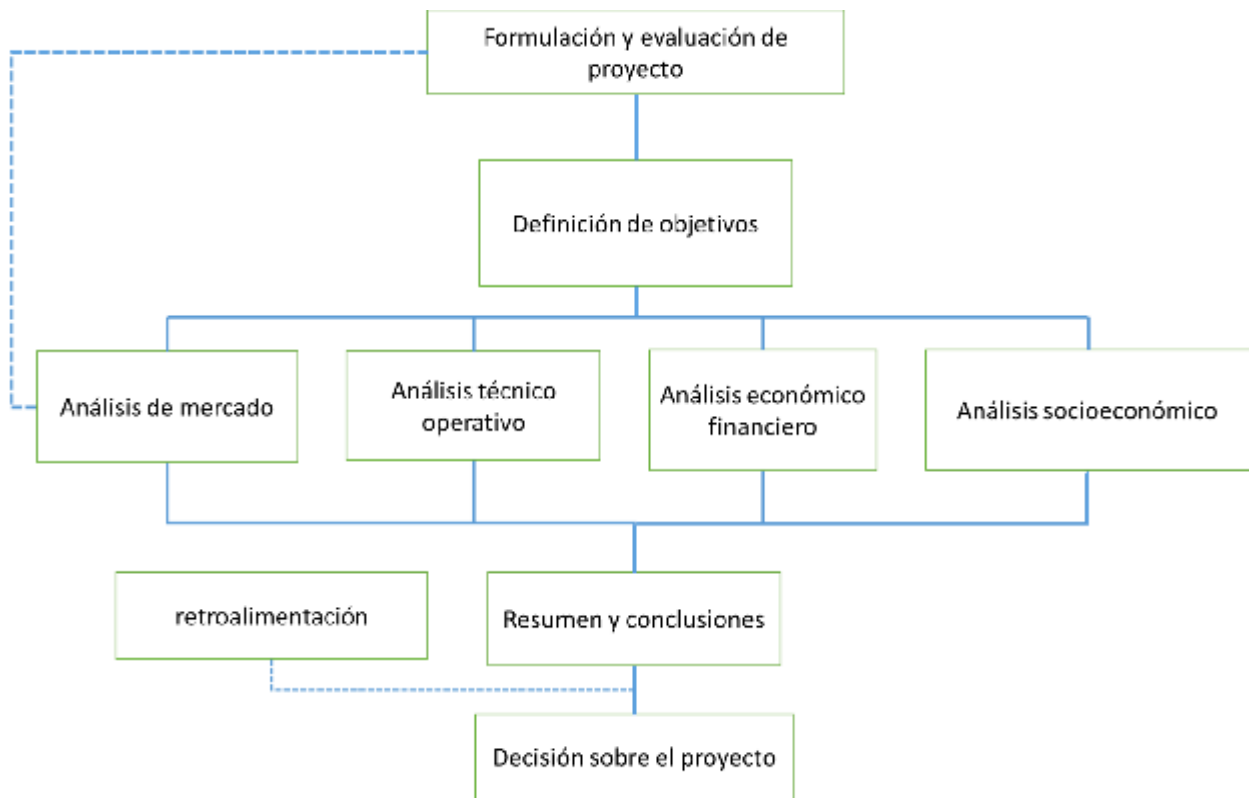 Formulación y evaluación de
proyecto
Definición de objetivos
Análisis de mercado
Análisis técnico
operativo
Análisis económico
financiero
Análisis socioeconómico
retroalimentación
Resumen y conclusiones
Decisión sobre el proyecto